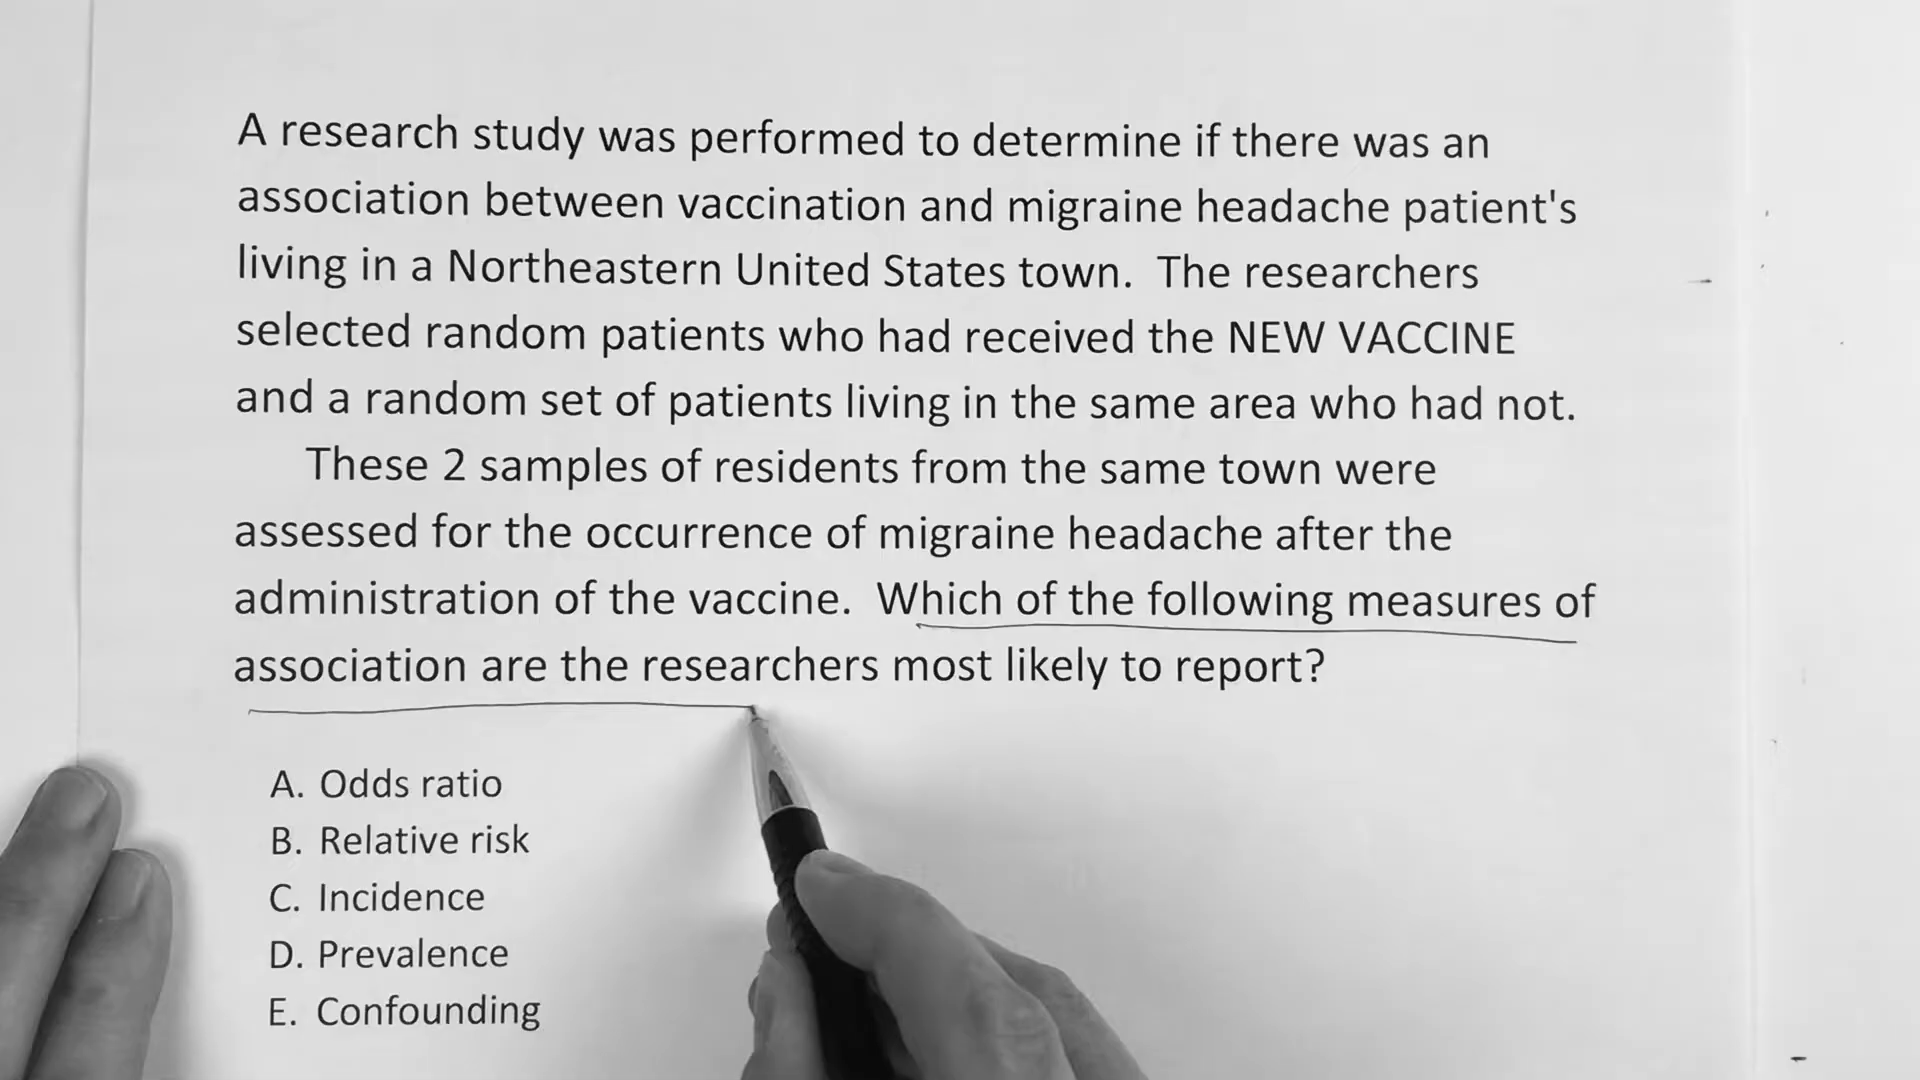 A research study was performed to determine if there was an
association between vaccination and migraine headache patient's
living in a Northeastern United States town. The researchers
selected random patients who had received the NEW VACCINE
and a random set of patients living in the same area who had not.
These 2 samples of residents from the same town were
assessed for the occurrence of migraine headache after the
administration of the vaccine. Which of the following measures of
association are the researchers most likely to report?
A. Odds ratio
B. Relative risk
C. Incidence
D. Prevalence
E. Confounding